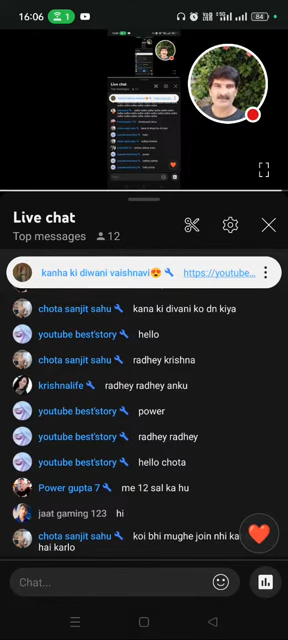 16:06
1
84
Live chat
Top messages 12
kanha ki diwani vaishnavi😍 https://youtube...
chota sanjit sahu kana ki divani ko dn kiya
youtube best'story hello
chota sanjit sahu radhey krishna
krishnalife radhey radhey anku
youtube best'story power
youtube best'story radhey radhey
youtube best'story hello chota
Power gupta 7 me 12 sal ka hu
jaat gaming 123 hi
chota sanjit sahu koi bhi mughe join nhi ka
hai karlo
Chat...